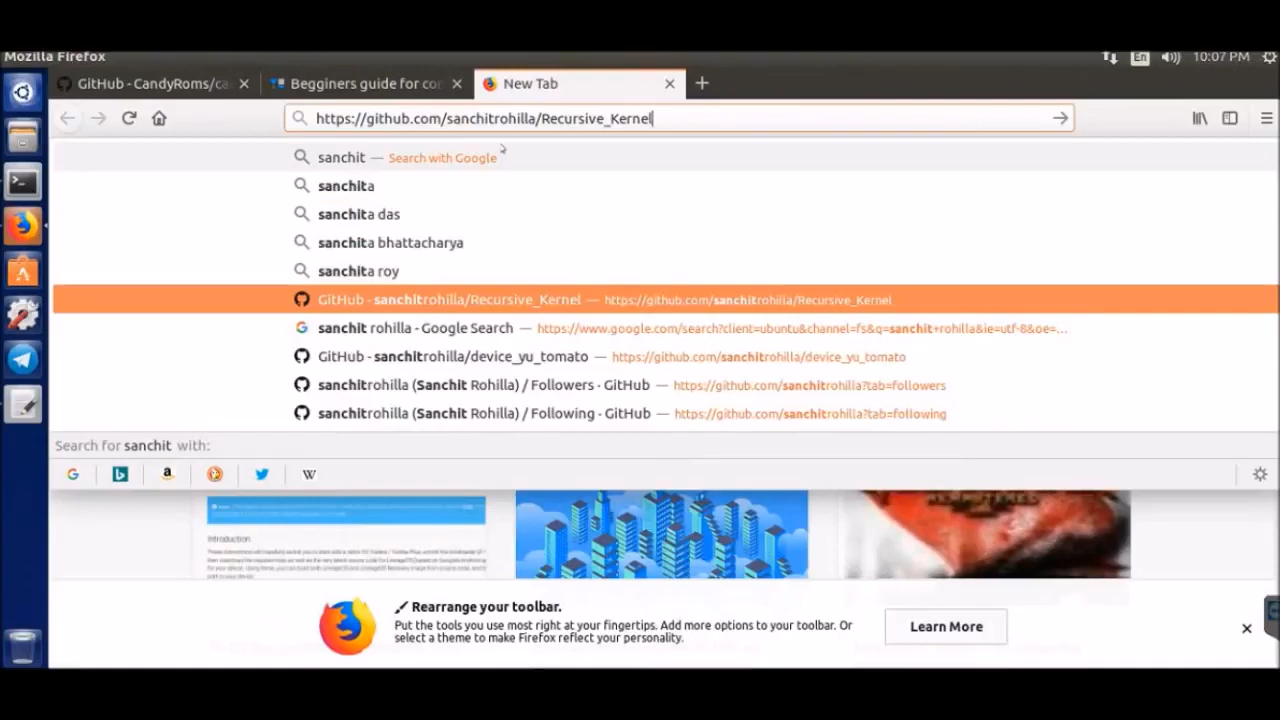 Mozilla Firefox
En
10:07 PM
GitHub - CandyRoms/ca
Begginers guide for co
New Tab
https://github.com/sanchitrohilla/Recursive_Kernel
sanchit — Search with Google
sanchita
sanchita das
sanchita bhattacharya
sanchita roy
GitHub - sanchitrohilla/Recursive_Kernel — https://github.com/sanchitrohilla/Recursive_Kernel
sanchit rohilla - Google Search — https://www.google.com/search?client=ubuntu&channel=fs&q=sanchit+rohilla&ie=utf-8&oe=…
GitHub - sanchitrohilla/device_yu_tomato — https://github.com/sanchitrohilla/device_yu_tomato
sanchitrohilla (Sanchit Rohilla) / Followers · GitHub — https://github.com/sanchitrohilla?tab=followers
sanchitrohilla (Sanchit Rohilla) / Following · GitHub — https://github.com/sanchitrohilla?tab=following
Search for sanchit with:
Introduction
Rearrange your toolbar.
Put the tools you use most right at your fingertips. Add more options to your toolbar. Or
select a theme to make Firefox reflect your personality.
Learn More